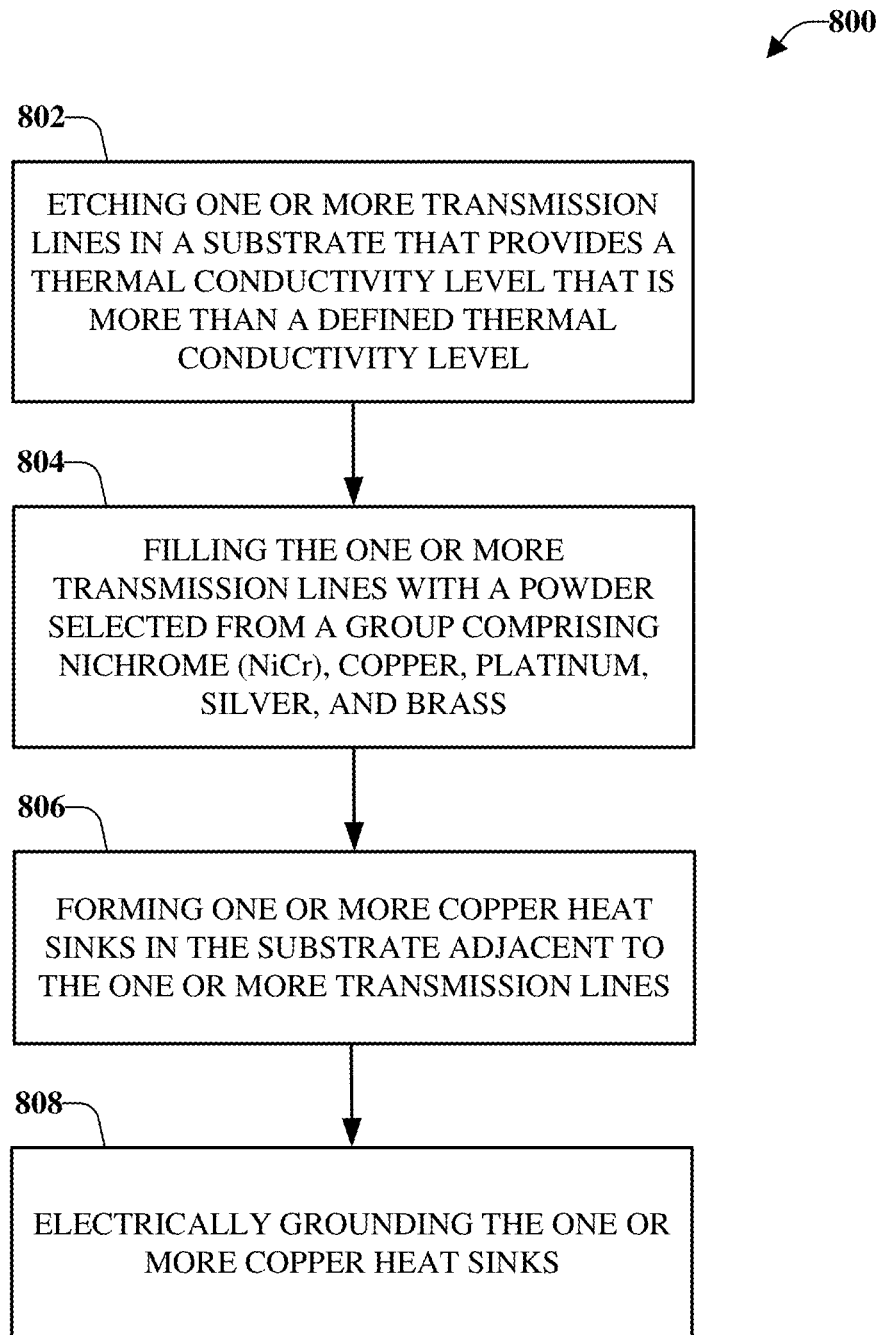 800
802
ETCHING ONE OR MORE TRANSMISSION
LINES IN A SUBSTRATE THAT PROVIDES A
THERMAL CONDUCTIVITY LEVEL THAT IS
MORE THAN A DEFINED THERMAL
CONDUCTIVITY LEVEL
804
FILLING THE ONE OR MORE
TRANSMISSION LINES WITH A POWDER
SELECTED FROM A GROUP COMPRISING
NICHROME (NiCr), COPPER, PLATINUM,
SILVER, AND BRASS
806
FORMING ONE OR MORE COPPER HEAT
SINKS IN THE SUBSTRATE ADJACENT TO
THE ONE OR MORE TRANSMISSION LINES
808
ELECTRICALLY GROUNDING THE ONE OR
MORE COPPER HEAT SINKS